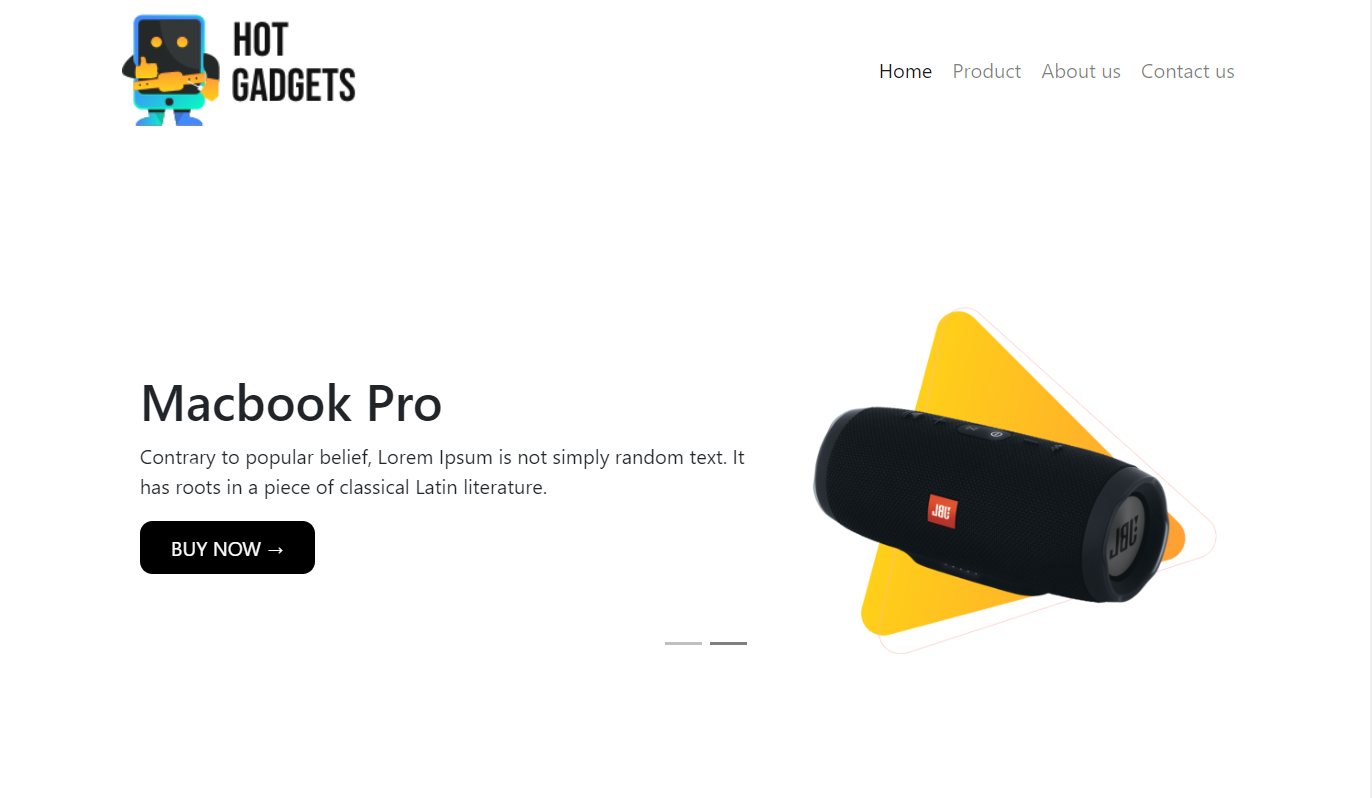 HOT
GADGETS
Home Product About us Contact us
Macbook Pro
Contrary to popular belief, Lorem Ipsum is not simply random text. It
has roots in a piece of classical Latin literature.
BUY NOW →
JBL
JBL